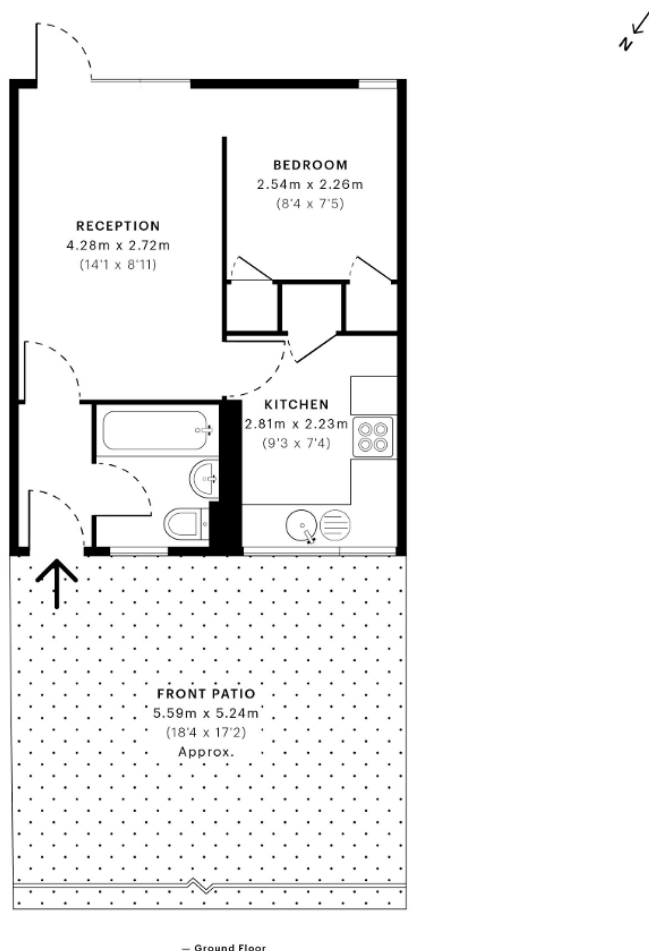 N
BEDROOM
2.54m x 2.26m
(8'4 x 7'5)
RECEPTION
4.28m x 2.72m
(14'1 x 8'11)
KITCHEN
2.81m x 2.23m
(9'3 x 7'4)
FRONT PATIO
5.59m x 5.24m
(18'4 x 17'2)
Approx.
— Ground Floor